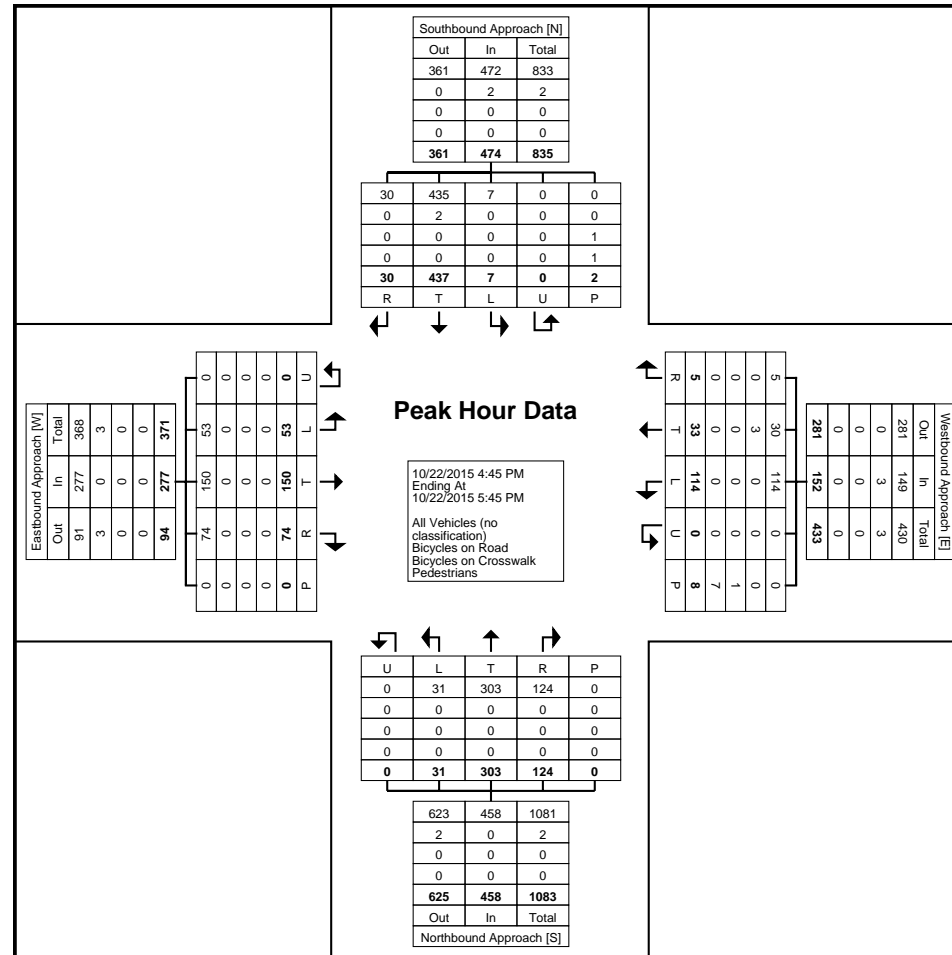 Southbound Approach [N]
Out In Total
361 472 833
0 2 2
0 0 0
0 0 0
361 474 835
30 435 7 0 0
0 2 0 0 0
0 0 0 0 1
0 0 0 0 1
30 437 7 0 2
R T L U P
Eastbound Approach [W]
Out In Total
91 277 368
3 0 3
0 0 0
0 0 0
94 277 371
0 74 150 53 0
0 0 0 0 0
0 0 0 0 0
0 0 0 0 0
0 74 150 53 0
P R T L U
Peak Hour Data
10/22/2015 4:45 PM
Ending At
10/22/2015 5:45 PM
All Vehicles (no
classification)
Bicycles on Road
Bicycles on Crosswalk
Pedestrians
Westbound Approach [E]
Out In Total
281 149 430
0 3 3
0 0 0
0 0 0
281 152 433
5 30 114 0 0
0 3 0 0 0
0 0 0 0 1
0 0 0 0 7
5 33 114 0 8
R T L U P
U L T R P
0 31 303 124 0
0 0 0 0 0
0 0 0 0 0
0 0 0 0 0
0 31 303 124 0
623 458 1081
2 0 2
0 0 0
0 0 0
625 458 1083
Out In Total
Northbound Approach [S]